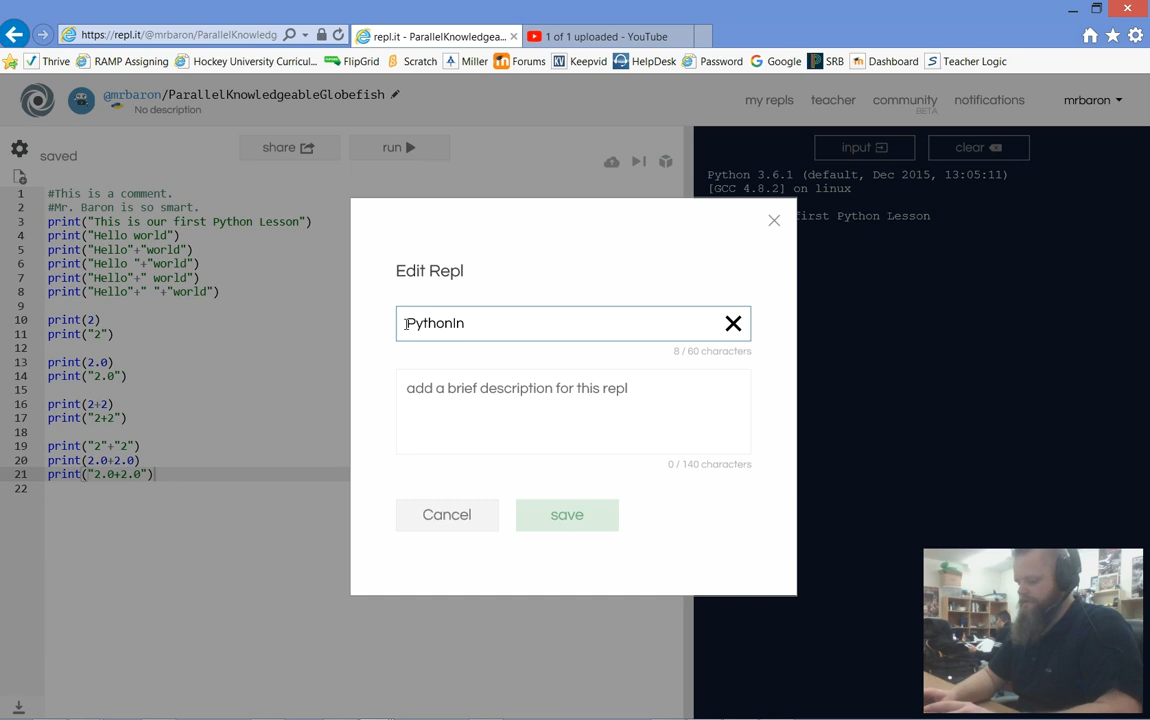 https://repl.it/@mrbaron/ParallelKnowledg
repl.it - ParallelKnowledgea...
1 of 1 uploaded - YouTube
Thrive
RAMP Assigning
Hockey University Curricul...
FlipGrid
Scratch
Miller
Forums
KV
Keepvid
HelpDesk
Password
Google
SRB
Dashboard
Teacher Logic
@mrbaron/ParallelKnowledgeableGlobefish
No description
my repls
teacher
community
BETA
notifications
mrbaron
saved
share
run
input
clear
1 #This is a comment.
2 #Mr. Baron is so smart.
3 print("This is our first Python Lesson")
4 print("Hello world")
5 print("Hello"+"world")
6 print("Hello "+"world")
7 print("Hello"+" world")
8 print("Hello"+" "+"world")
9
10 print(2)
11 print("2")
12
13 print(2.0)
14 print("2.0")
15
16 print(2+2)
17 print("2+2")
18
19 print("2"+"2")
20 print(2.0+2.0)
21 print("2.0+2.0")
22
Python 3.6.1 (default, Dec 2015, 13:05:11)
[GCC 4.8.2] on linux
first Python Lesson
Edit Repl
PythonIn
8 / 60 characters
add a brief description for this repl
0 / 140 characters
Cancel
save